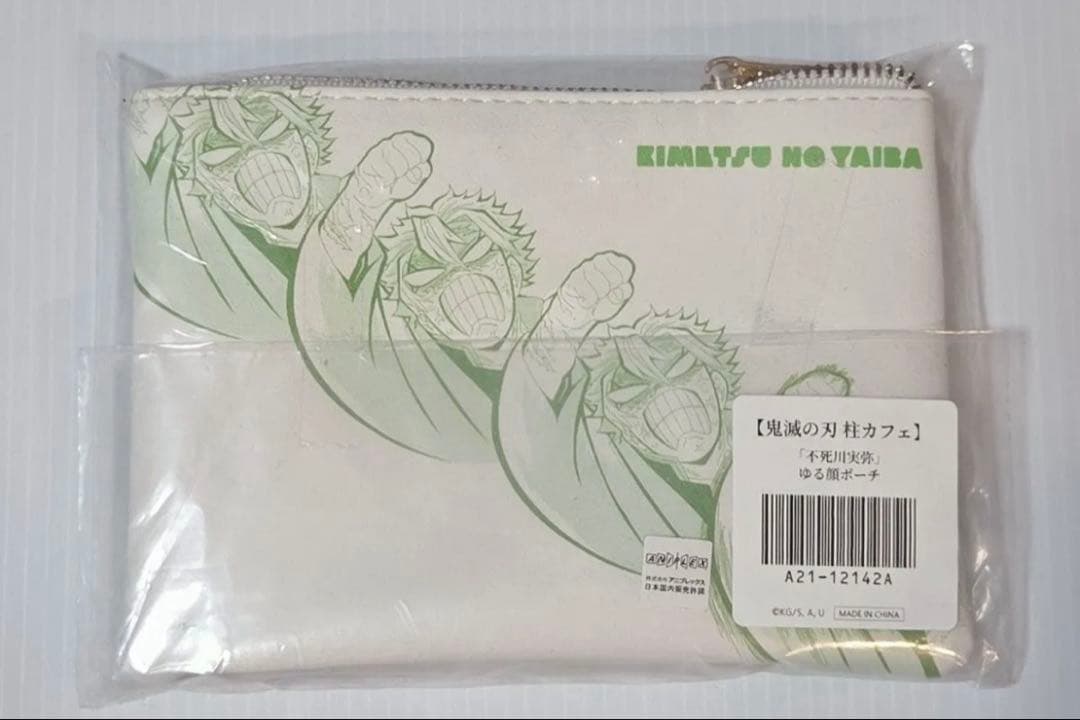 KIMETSU NO YAIBA
【鬼滅の刃 柱カフェ】
「不死川実弥」
ゆる顔ポーチ
A21-12142A
©KG/S, A, U
MADE IN CHINA
ANIPLEX
株式会社アニプレックス
日本国内販売許諾